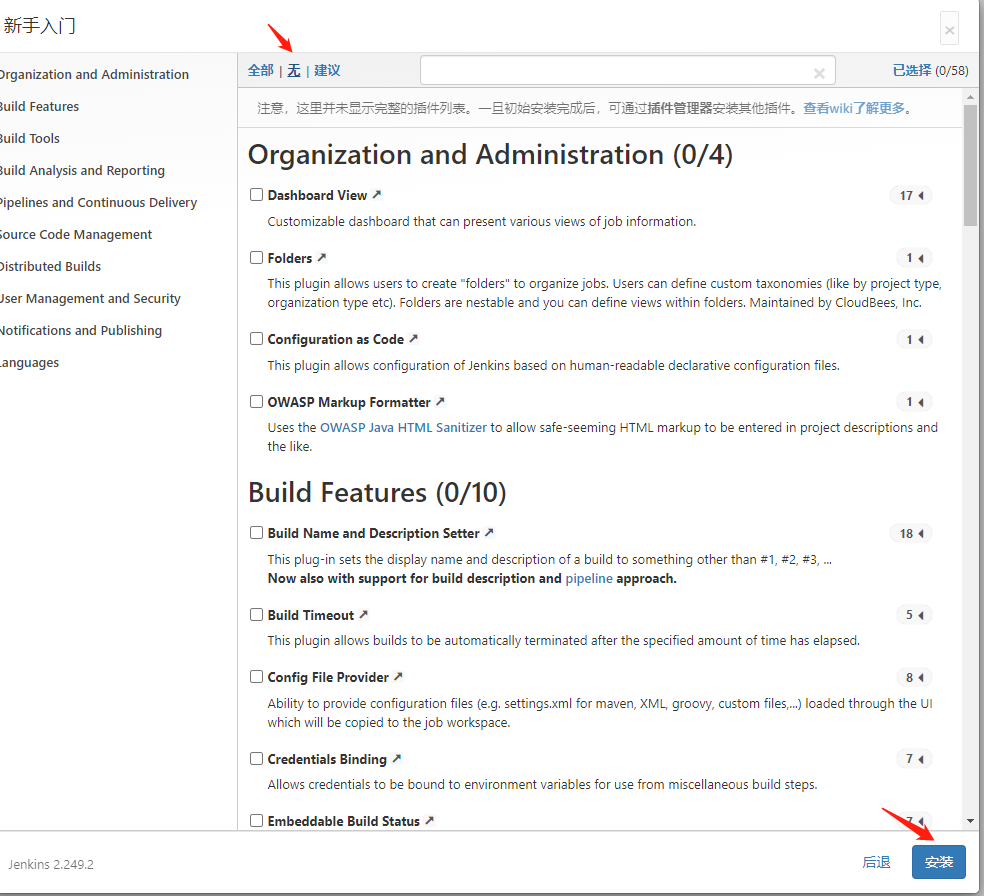 新手入门
×
Organization and Administration
Build Features
Build Tools
Build Analysis and Reporting
Pipelines and Continuous Delivery
Source Code Management
Distributed Builds
User Management and Security
Notifications and Publishing
Languages
全部 | 无 | 建议
×
已选择 (0/58)
注意，这里并未显示完整的插件列表。一旦初始安装完成后，可通过插件管理器安装其他插件。查看wiki了解更多。
Organization and Administration (0/4)
Dashboard View 17
Customizable dashboard that can present various views of job information.
Folders 1
This plugin allows users to create "folders" to organize jobs. Users can define custom taxonomies (like by project type,
organization type etc). Folders are nestable and you can define views within folders. Maintained by CloudBees, Inc.
Configuration as Code 1
This plugin allows configuration of Jenkins based on human-readable declarative configuration files.
OWASP Markup Formatter 1
Uses the OWASP Java HTML Sanitizer to allow safe-seeming HTML markup to be entered in project descriptions and
the like.
Build Features (0/10)
Build Name and Description Setter 18
This plug-in sets the display name and description of a build to something other than #1, #2, #3, ...
Now also with support for build description and pipeline approach.
Build Timeout 5
This plugin allows builds to be automatically terminated after the specified amount of time has elapsed.
Config File Provider 8
Ability to provide configuration files (e.g. settings.xml for maven, XML, groovy, custom files,...) loaded through the UI
which will be copied to the job workspace.
Credentials Binding 7
Allows credentials to be bound to environment variables for use from miscellaneous build steps.
Embeddable Build Status 7
Jenkins 2.249.2
后退
安装